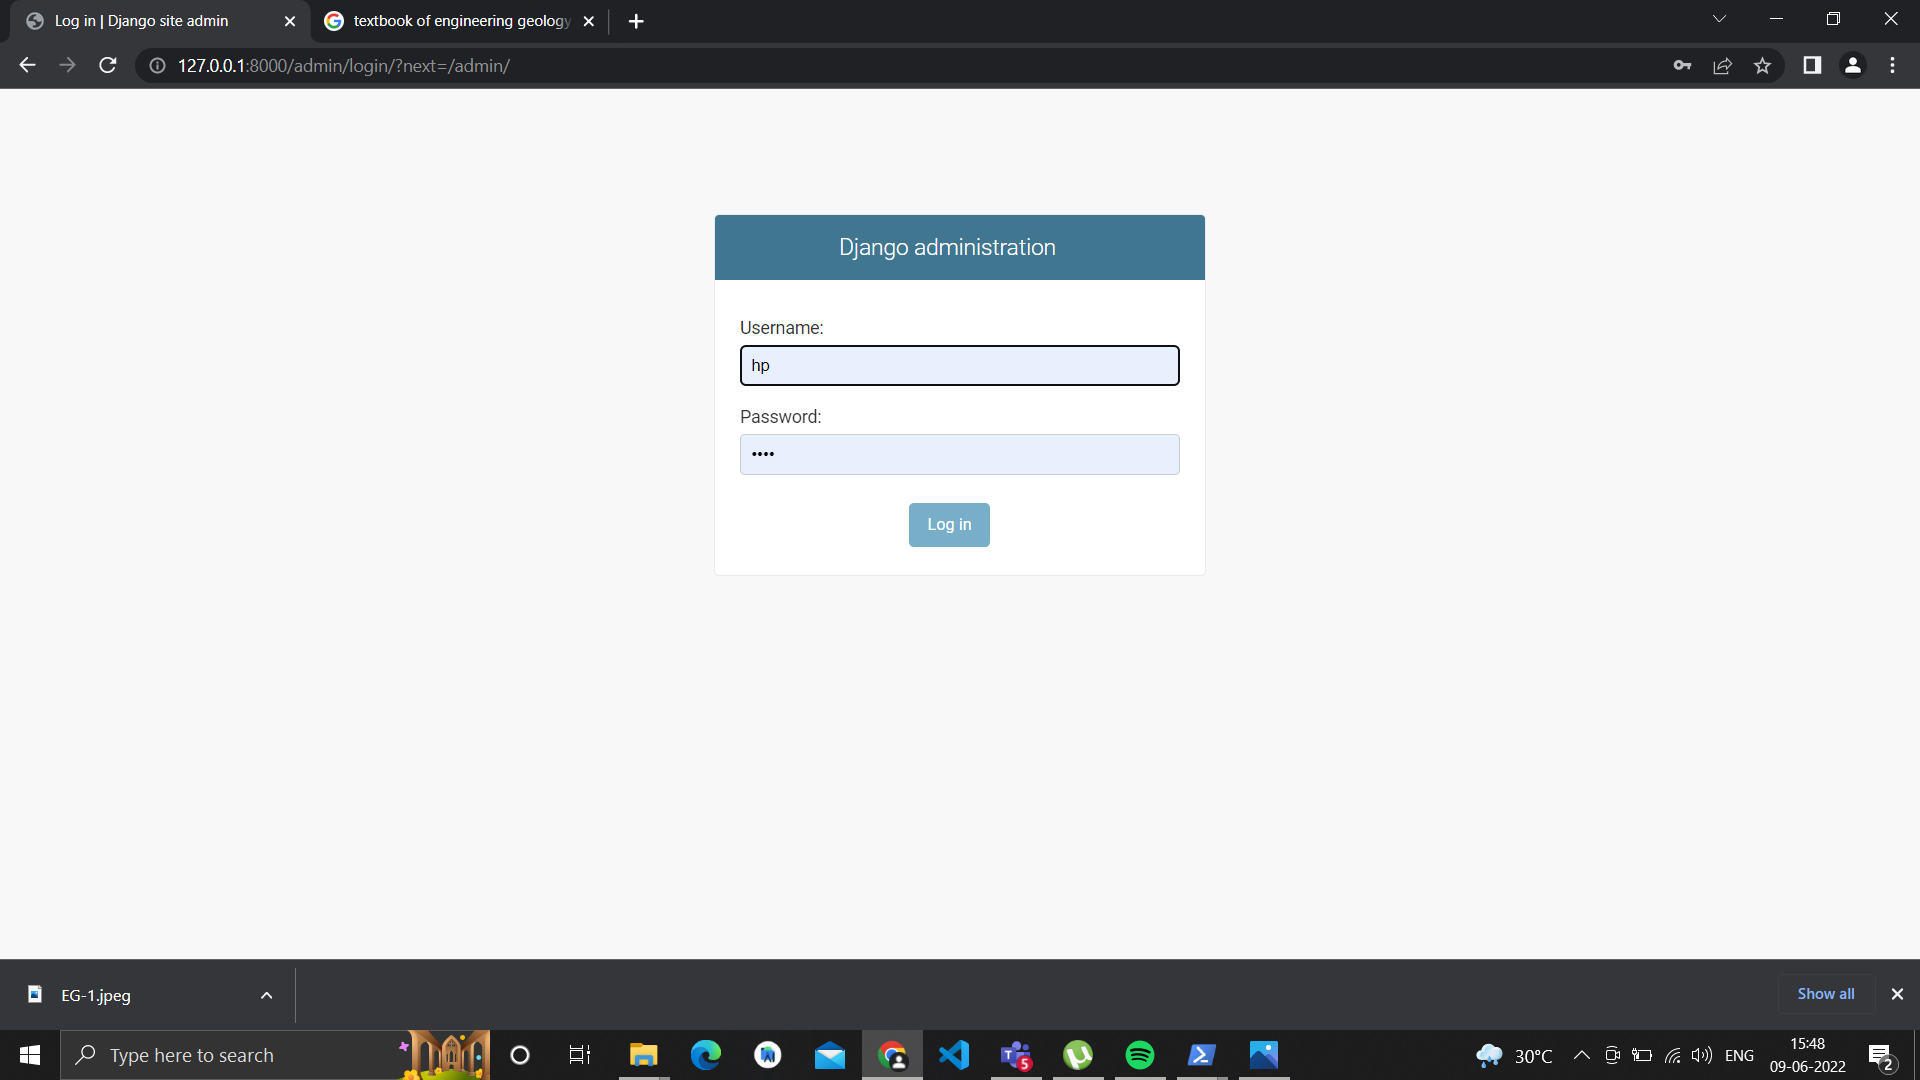 Log in | Django site admin
textbook of engineering geology
127.0.0.1:8000/admin/login/?next=/admin/
Django administration
Username:
hp
Password:
••••
Log in
EG-1.jpeg
Show all
Type here to search
5
30°C
ENG
15:48
09-06-2022
2